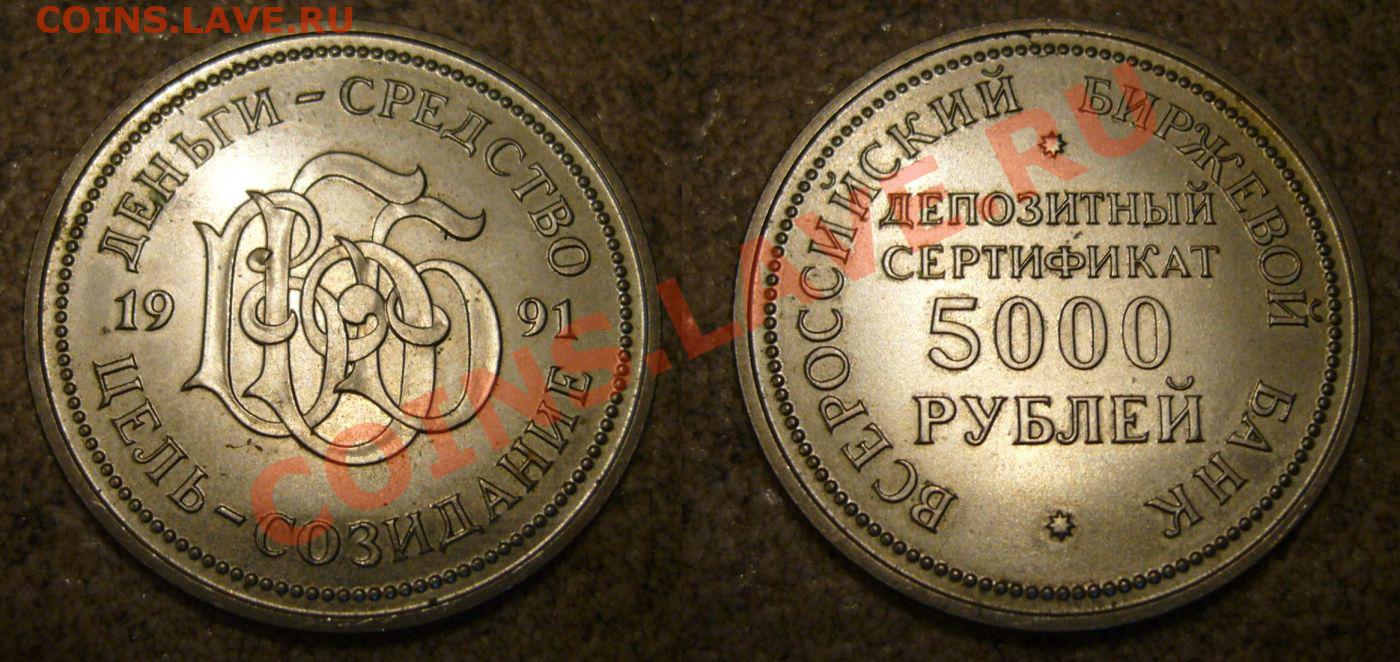 COINS.LAVE.RU
ДЕНЬГИ – СРЕДСТВО
19 91
ЦЕЛЬ – СОЗИДАНИЕ
ВСЕРОССИЙСКИЙ БИРЖЕВОЙ БАНК
ДЕПОЗИТНЫЙ
СЕРТИФИКАТ
5000
РУБЛЕЙ
COINS.LAVE.RU